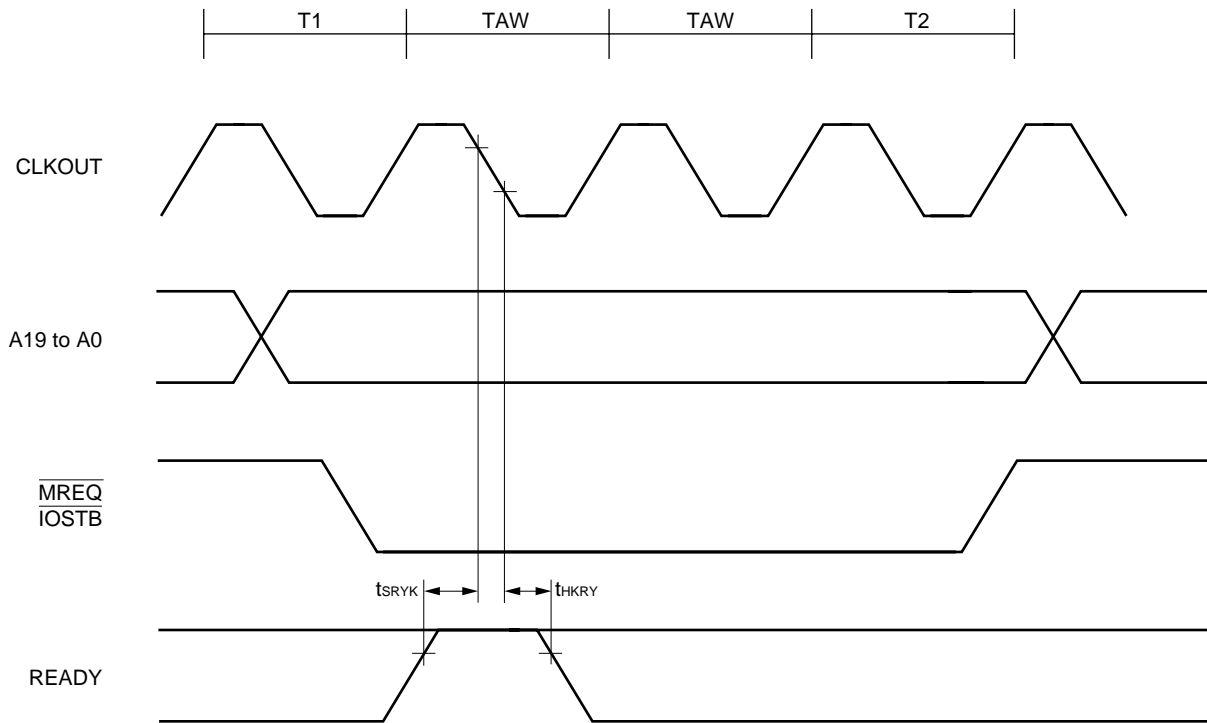 T1 TAW TAW T2
CLKOUT
A19 to A0
MREQ
IOSTB
tSRYK tHKRY
READY